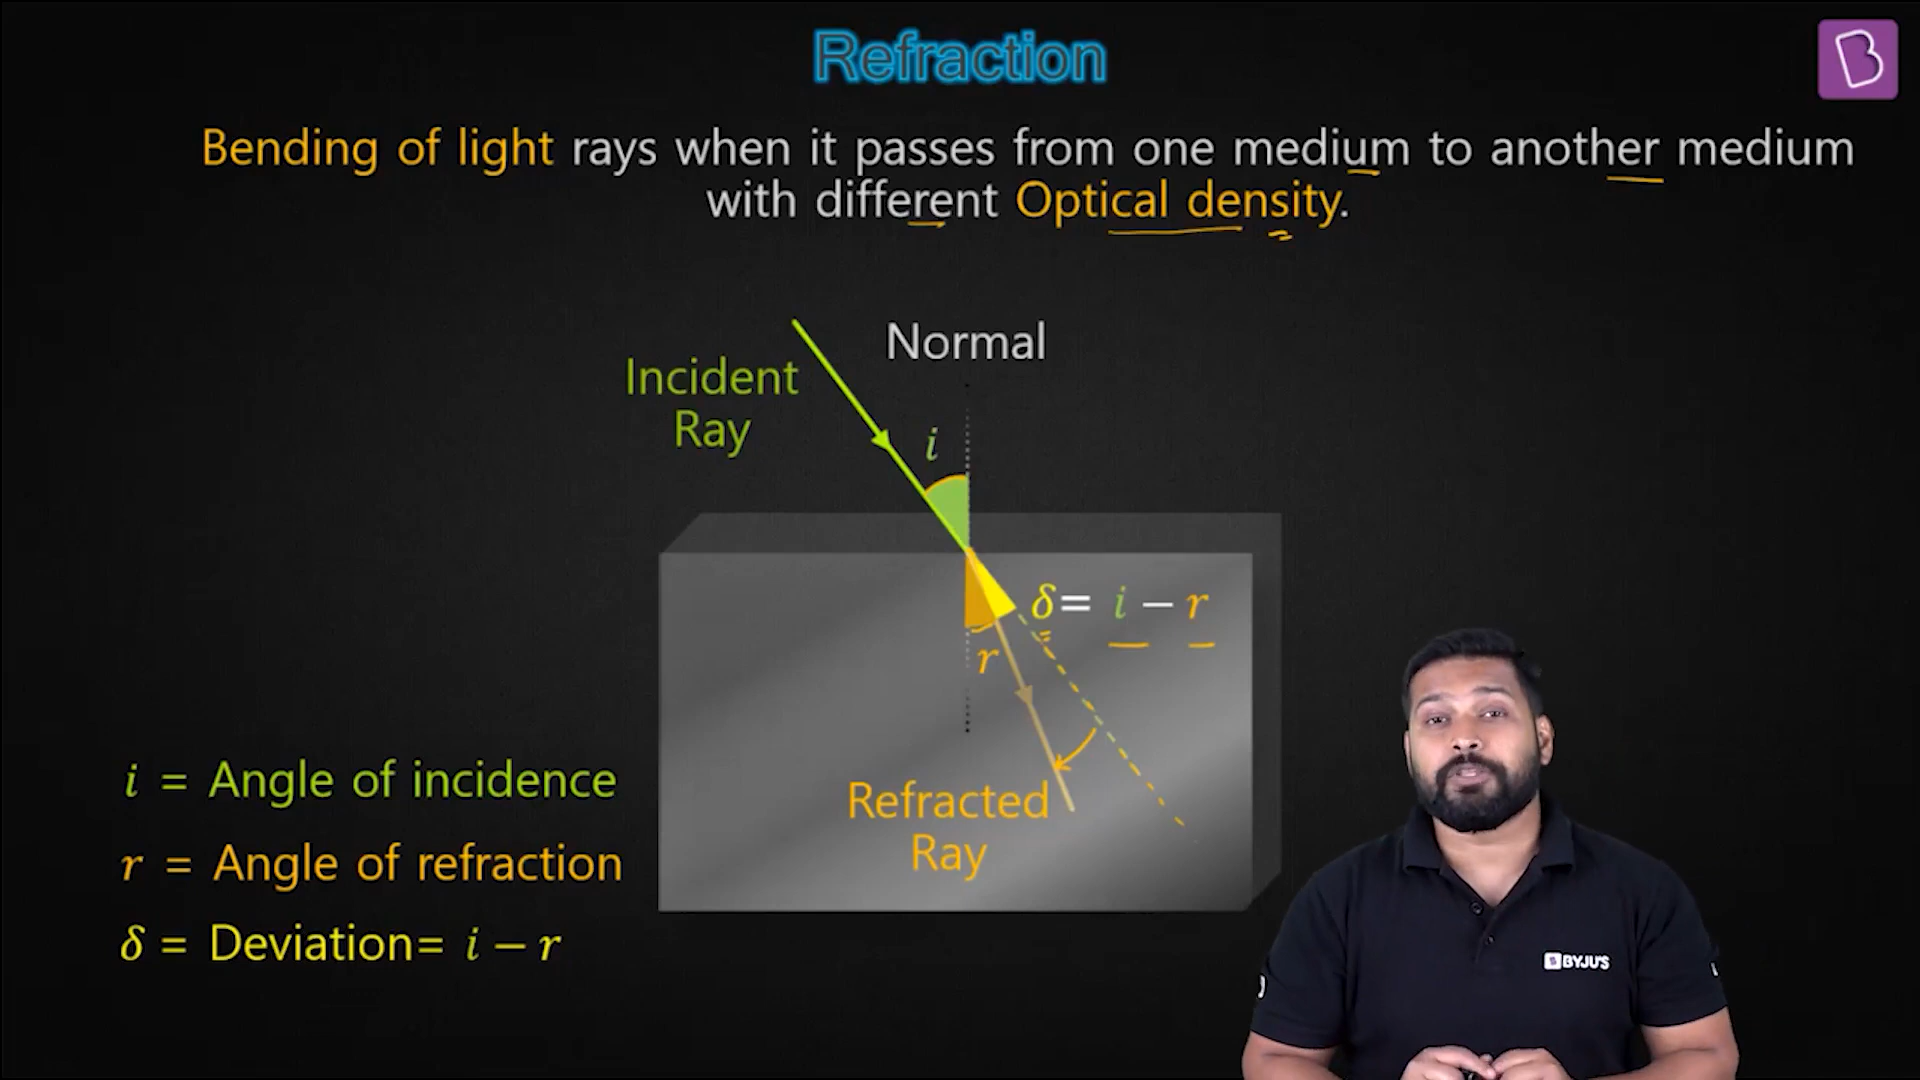 Refraction
Bending of light rays when it passes from one medium to another medium
with different Optical density.
Normal
Incident
Ray
i
δ= i − r
r
Refracted
Ray
i = Angle of incidence
r = Angle of refraction
δ = Deviation= i − r
B
BYJU'S